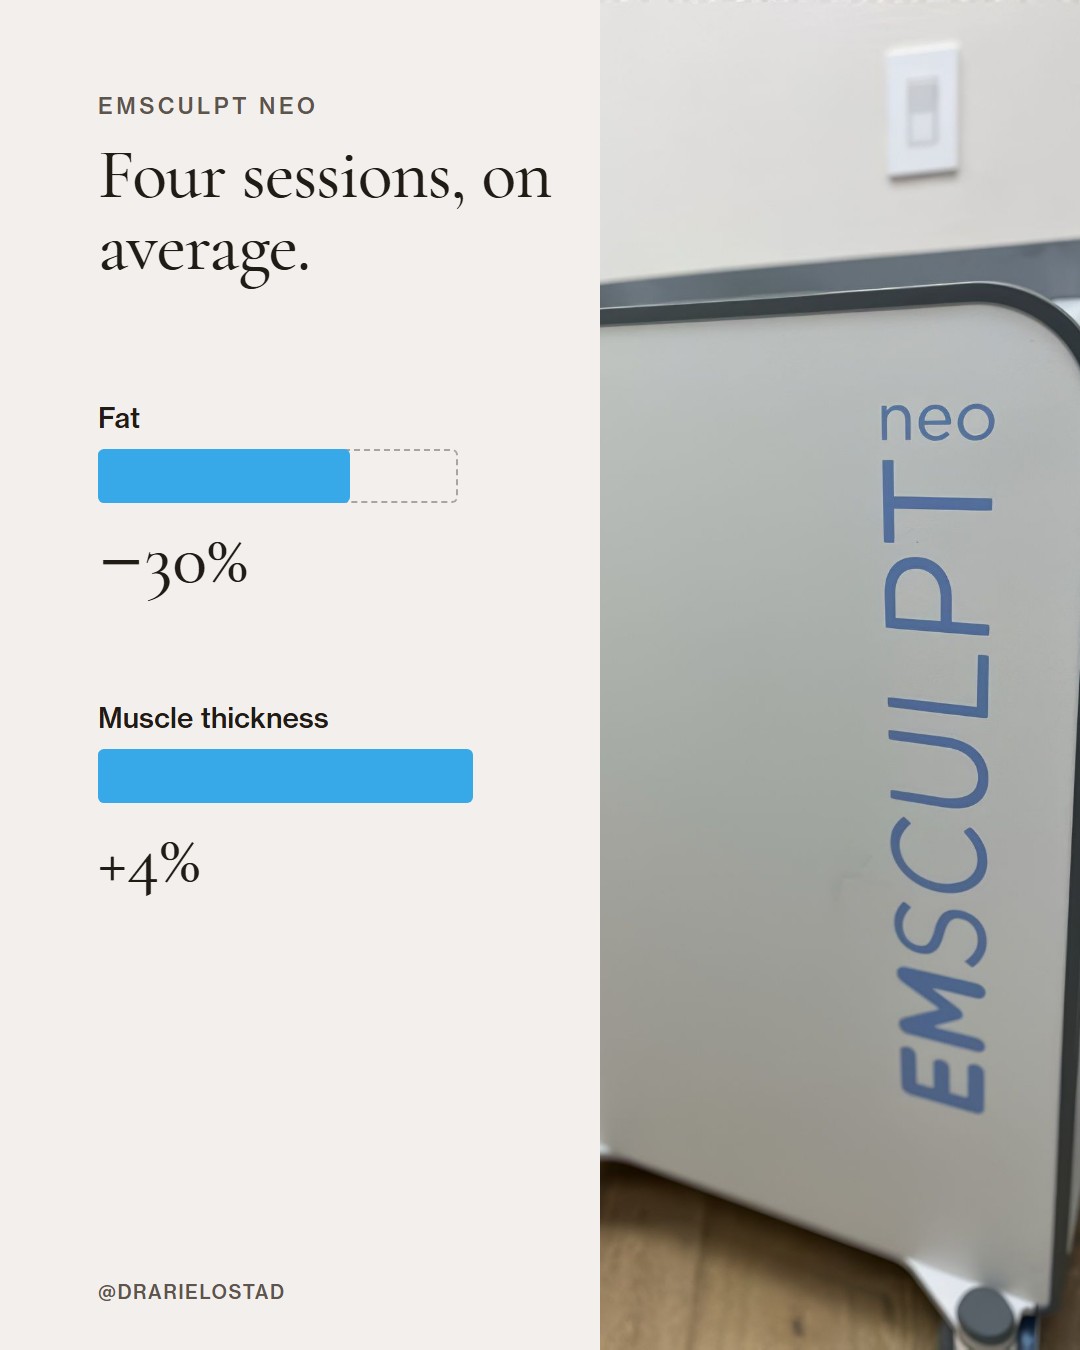 EMSCULPT NEO
Four sessions, on
average.
Fat
−30%
Muscle thickness
+4%
@DRARIELOSTAD
neo
EMSCULPT